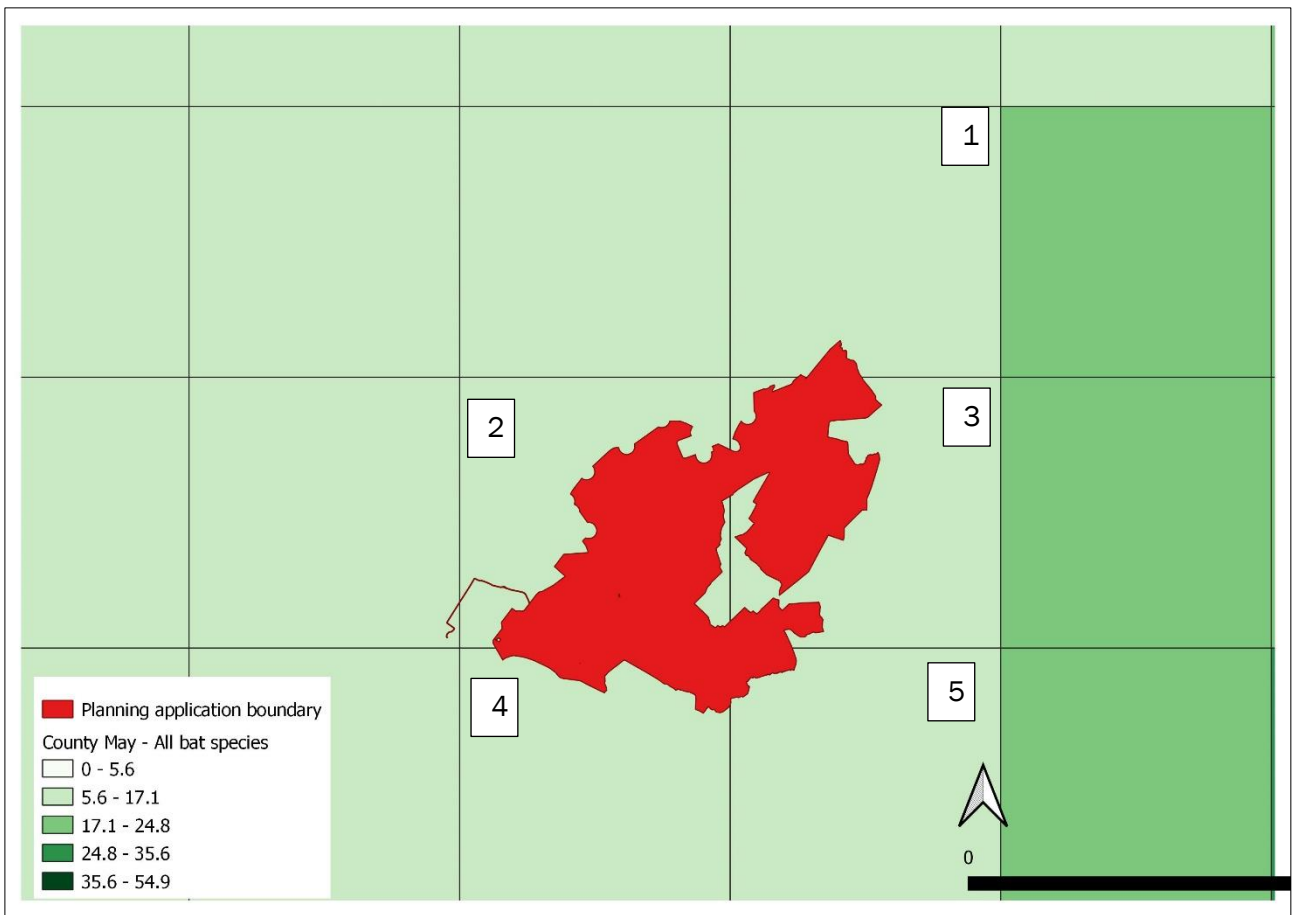 1
2
3
4
5
Planning application boundary
County May - All bat species
0 - 5.6
5.6 - 17.1
17.1 - 24.8
24.8 - 35.6
35.6 - 54.9
0